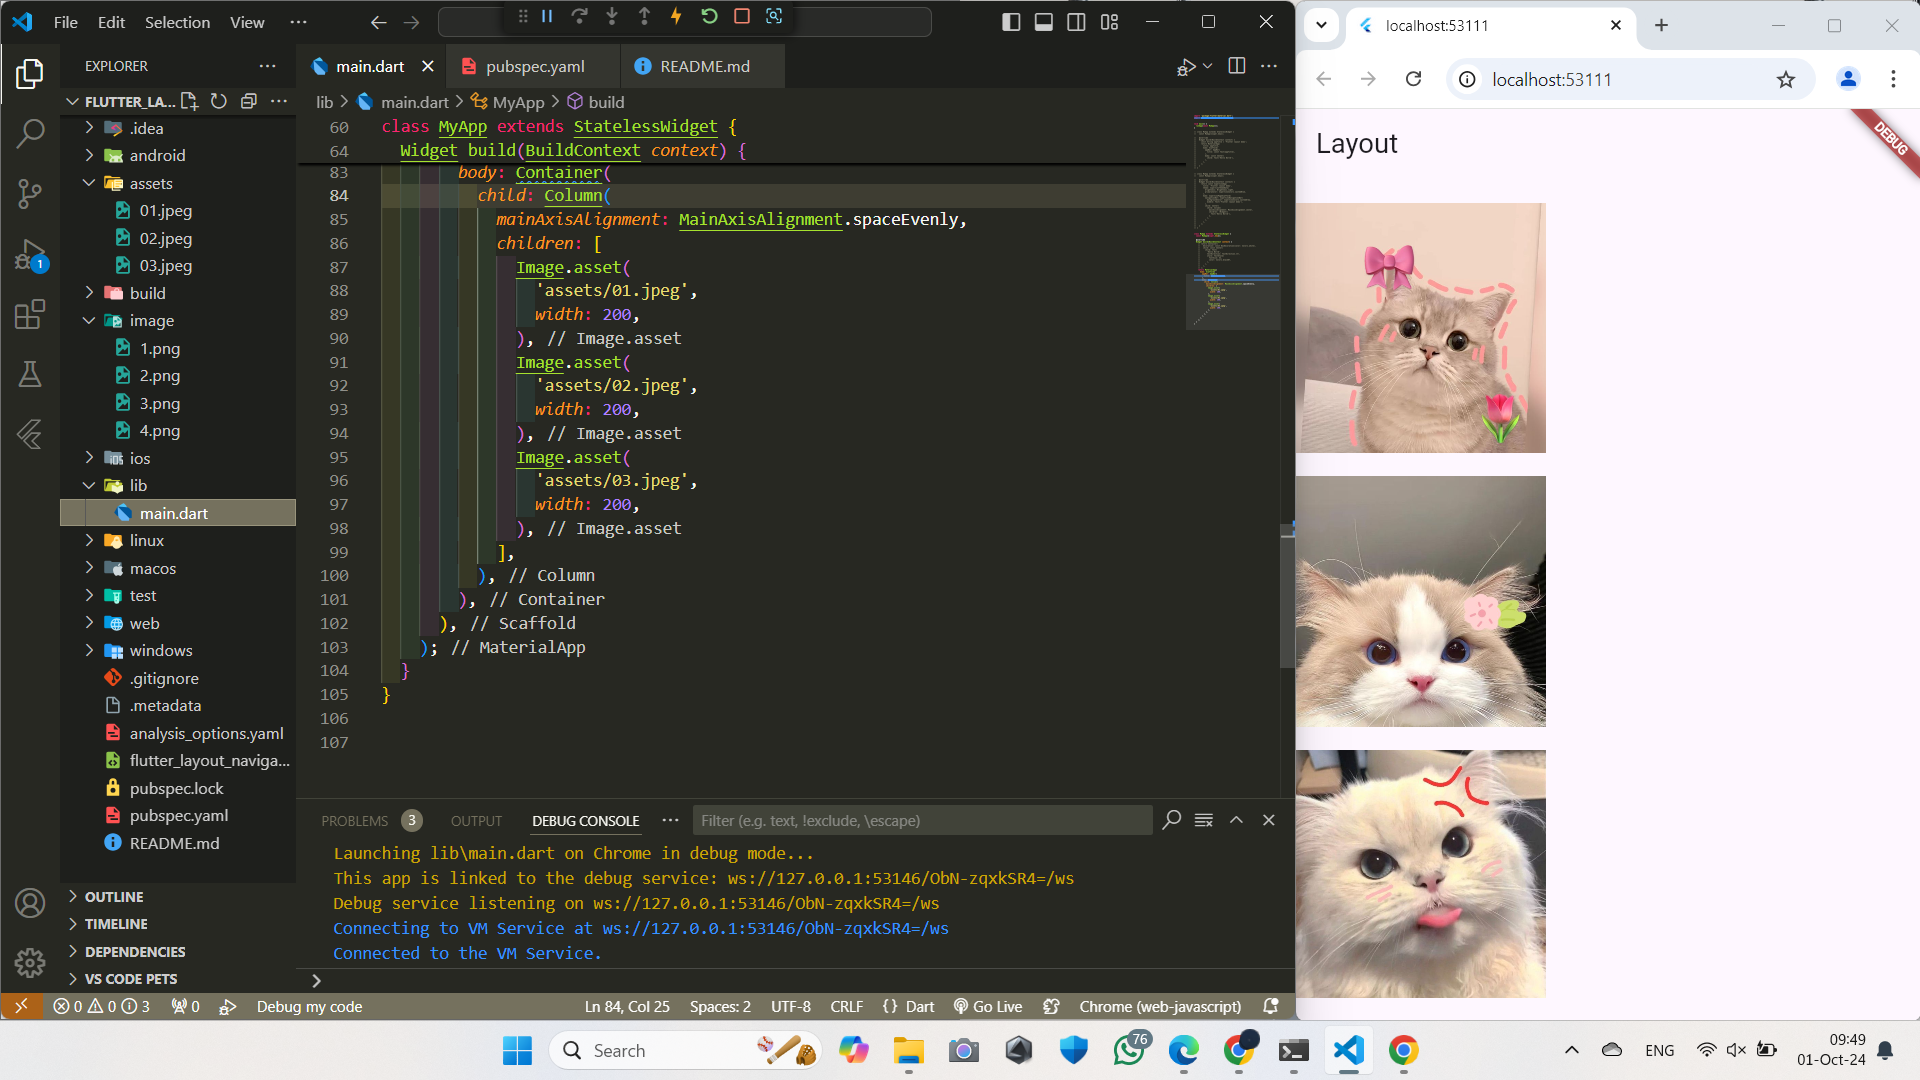 File Edit Selection View ···
EXPLORER
FLUTTER_LA...
.idea
android
assets
01.jpeg
02.jpeg
03.jpeg
build
image
1.png
2.png
3.png
4.png
ios
lib
main.dart
linux
macos
test
web
windows
.gitignore
.metadata
analysis_options.yaml
flutter_layout_naviga...
pubspec.lock
pubspec.yaml
README.md
OUTLINE
TIMELINE
DEPENDENCIES
VS CODE PETS
1
main.dart pubspec.yaml README.md
lib > main.dart > MyApp > build
60 class MyApp extends StatelessWidget {
64 Widget build(BuildContext context) {
83 body: Container(
84 child: Column(
85 mainAxisAlignment: MainAxisAlignment.spaceEvenly,
86 children: [
87 Image.asset(
88 'assets/01.jpeg',
89 width: 200,
90 ), // Image.asset
91 Image.asset(
92 'assets/02.jpeg',
93 width: 200,
94 ), // Image.asset
95 Image.asset(
96 'assets/03.jpeg',
97 width: 200,
98 ), // Image.asset
99 ],
100 ), // Column
101 ), // Container
102 ), // Scaffold
103 ); // MaterialApp
104 }
105 }
106
107
PROBLEMS 3 OUTPUT DEBUG CONSOLE ··· Filter (e.g. text, !exclude, \escape)
Launching lib\main.dart on Chrome in debug mode...
This app is linked to the debug service: ws://127.0.0.1:53146/ObN-zqxkSR4=/ws
Debug service listening on ws://127.0.0.1:53146/ObN-zqxkSR4=/ws
Connecting to VM Service at ws://127.0.0.1:53146/ObN-zqxkSR4=/ws
Connected to the VM Service.
0 0 3 0 Debug my code Ln 84, Col 25 Spaces: 2 UTF-8 CRLF {} Dart Go Live Chrome (web-javascript)
localhost:53111
localhost:53111
Layout
DEBUG
Search
76
ENG
09:49
01-Oct-24